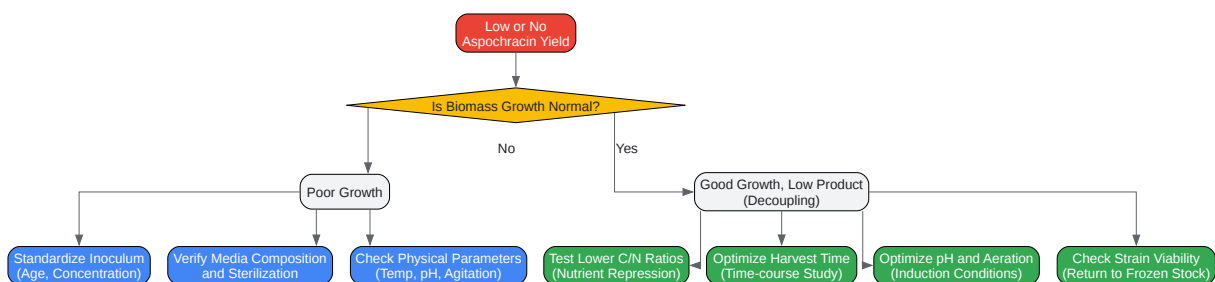 Low or No
Aspochracin Yield
Is Biomass Growth Normal?
No
Yes
Poor Growth
Good Growth, Low Product
(Decoupling)
Standardize Inoculum
(Age, Concentration)
Verify Media Composition
and Sterilization
Check Physical Parameters
(Temp, pH, Agitation)
Test Lower C/N Ratios
(Nutrient Repression)
Optimize Harvest Time
(Time-course Study)
Optimize pH and Aeration
(Induction Conditions)
Check Strain Viability
(Return to Frozen Stock)